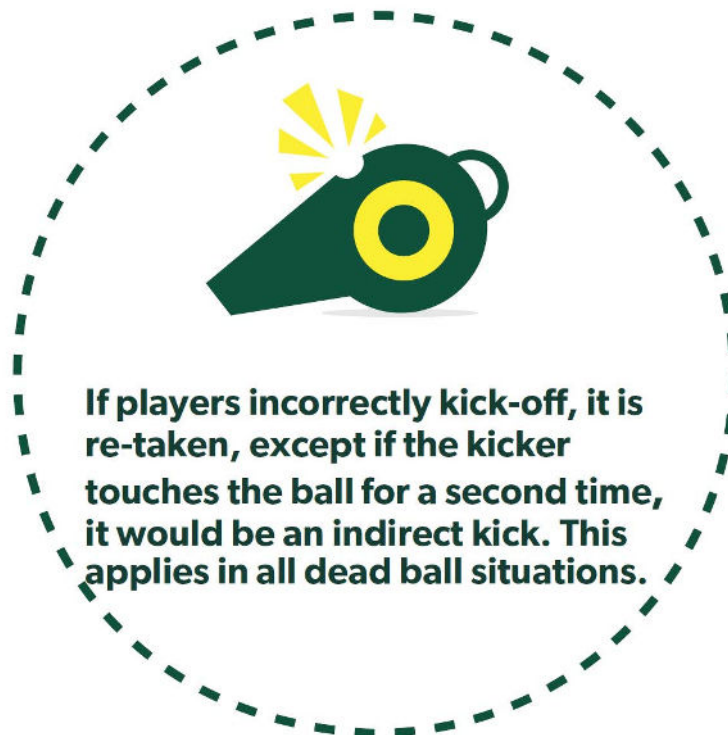 If players incorrectly kick-off, it is
re-taken, except if the kicker
touches the ball for a second time,
it would be an indirect kick. This
applies in all dead ball situations.